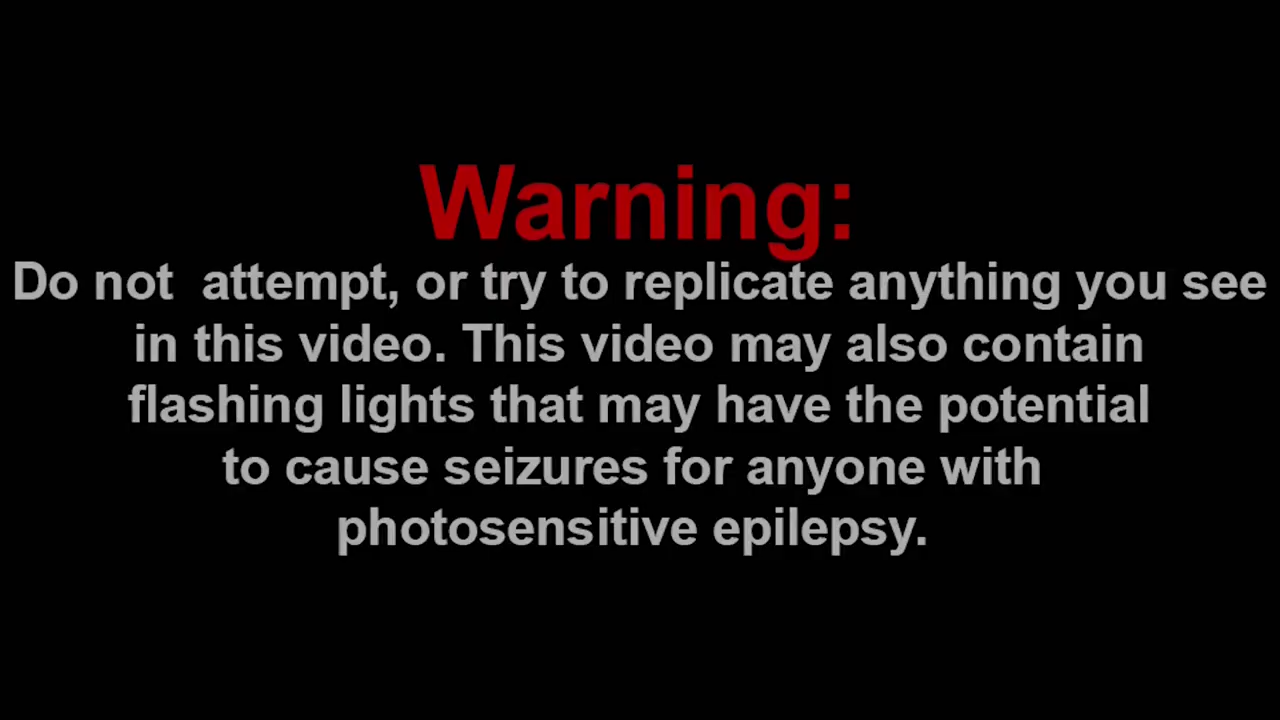 Warning:
Do not  attempt, or try to replicate anything you see
in this video. This video may also contain
flashing lights that may have the potential
to cause seizures for anyone with
photosensitive epilepsy.